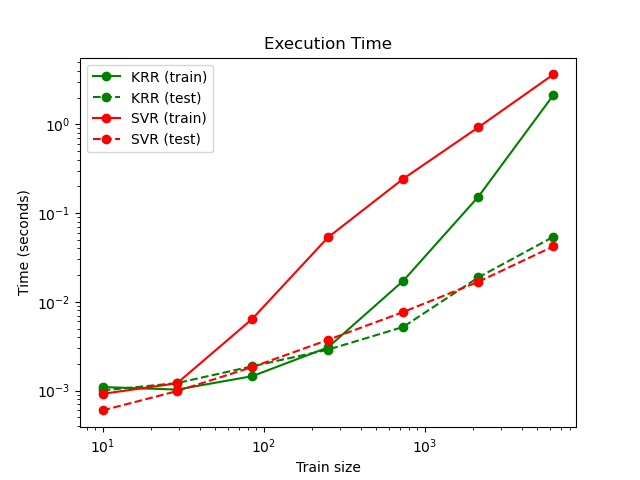 Execution Time
KRR (train)
KRR (test)
SVR (train)
SVR (test)
10⁰
10⁻¹
10⁻²
10⁻³
Time (seconds)
10¹
10²
10³
Train size